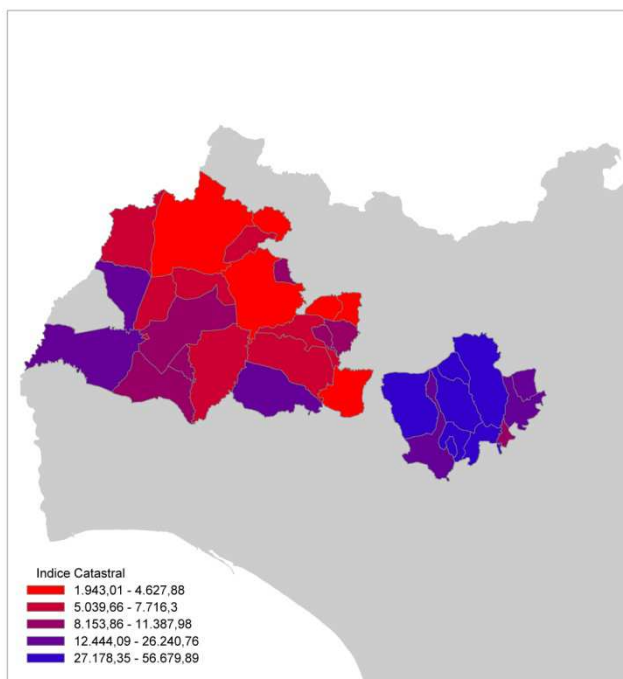 Indice Catastral
1.943,01 - 4.627,88
5.039,66 - 7.716,3
8.153,86 - 11.387,98
12.444,09 - 26.240,76
27.178,35 - 56.679,89